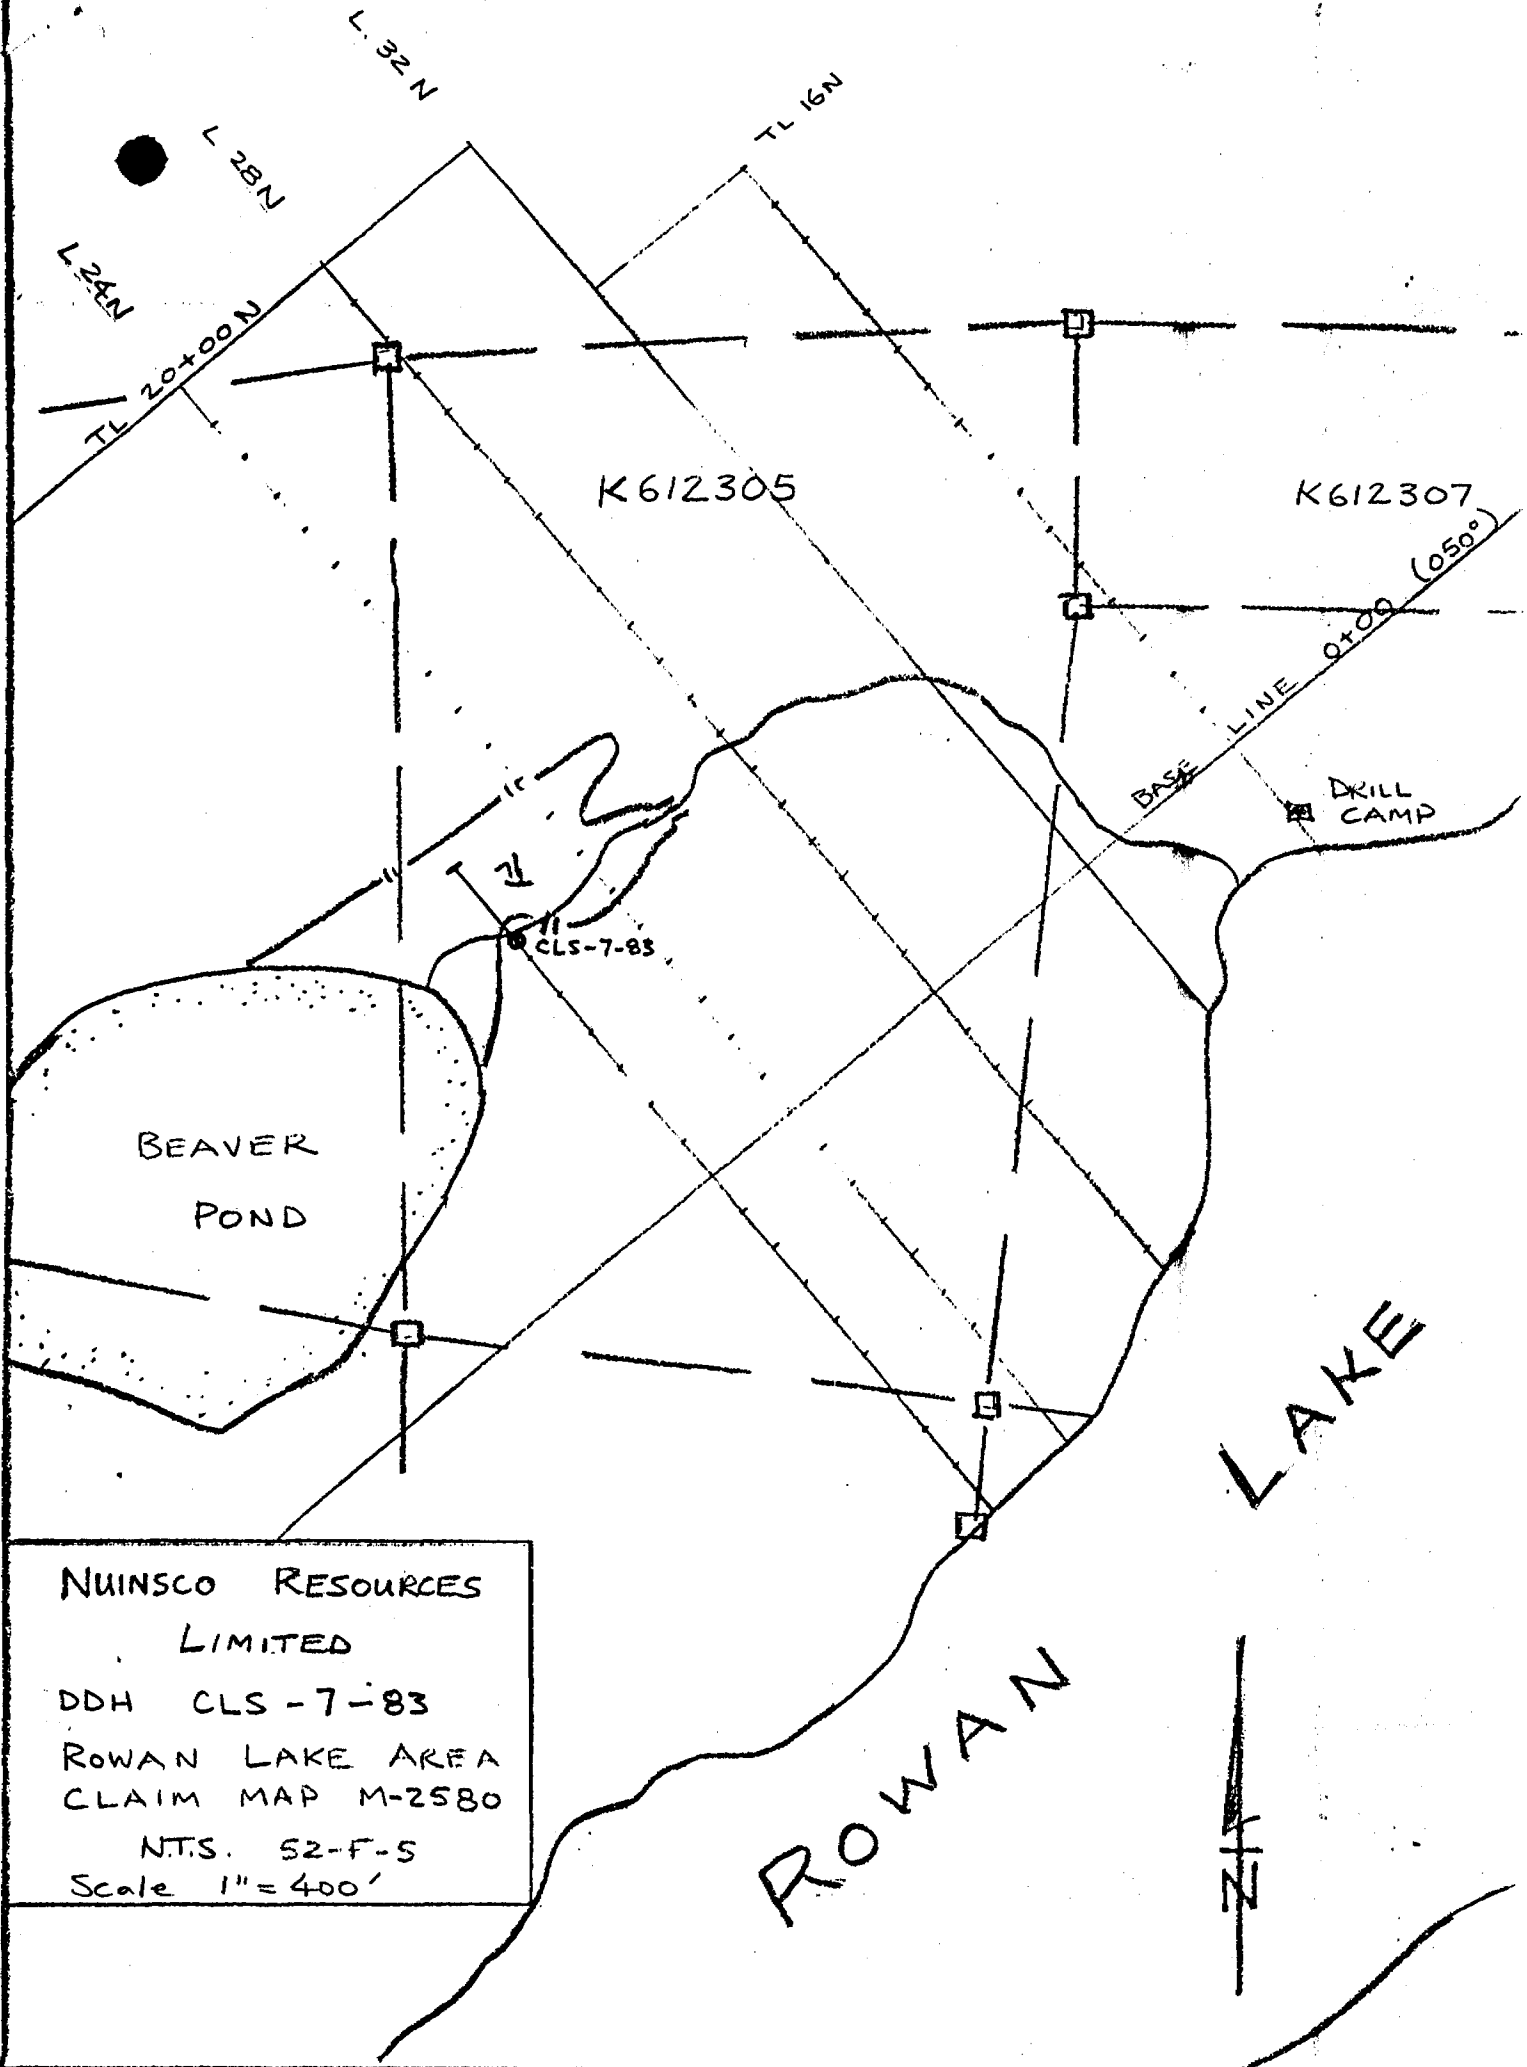 L. 32 N
TL 16N
L 28N
L 24N
TL 20+00N
K612305
K612307
BASE LINE 0+00 (050°)
DRILL
CAMP
CLS-7-83
BEAVER
POND
ROWAN LAKE
N
NUINSCO RESOURCES
LIMITED
DDH CLS-7-83
ROWAN LAKE AREA
CLAIM MAP M-2580
N.T.S. 52-F-5
Scale 1" = 400'